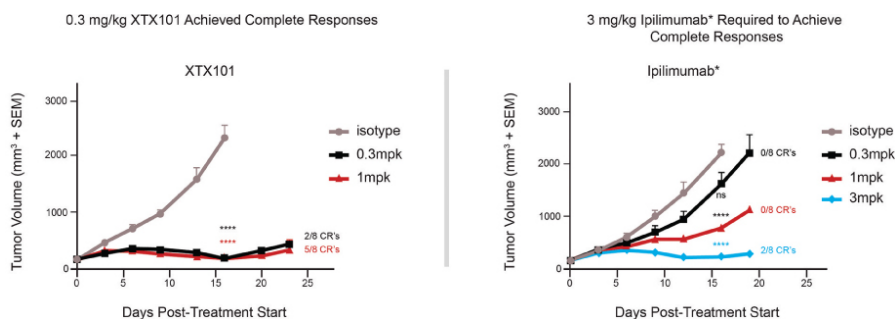 0.3 mg/kg XTX101 Achieved Complete Responses
XTX101
Tumor Volume (mm³ + SEM)
3000
2000
1000
0
0
5
10
15
20
25
Days Post-Treatment Start
****
****
2/8 CR's
5/8 CR's
isotype
0.3mpk
1mpk
3 mg/kg Ipilimumab* Required to Achieve
Complete Responses
Ipilimumab*
Tumor Volume (mm³ + SEM)
3000
2000
1000
0
0
5
10
15
20
25
Days Post-Treatment Start
ns
****
****
0/8 CR's
0/8 CR's
2/8 CR's
isotype
0.3mpk
1mpk
3mpk